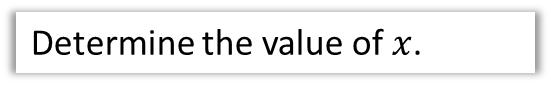 Determine the value of x.